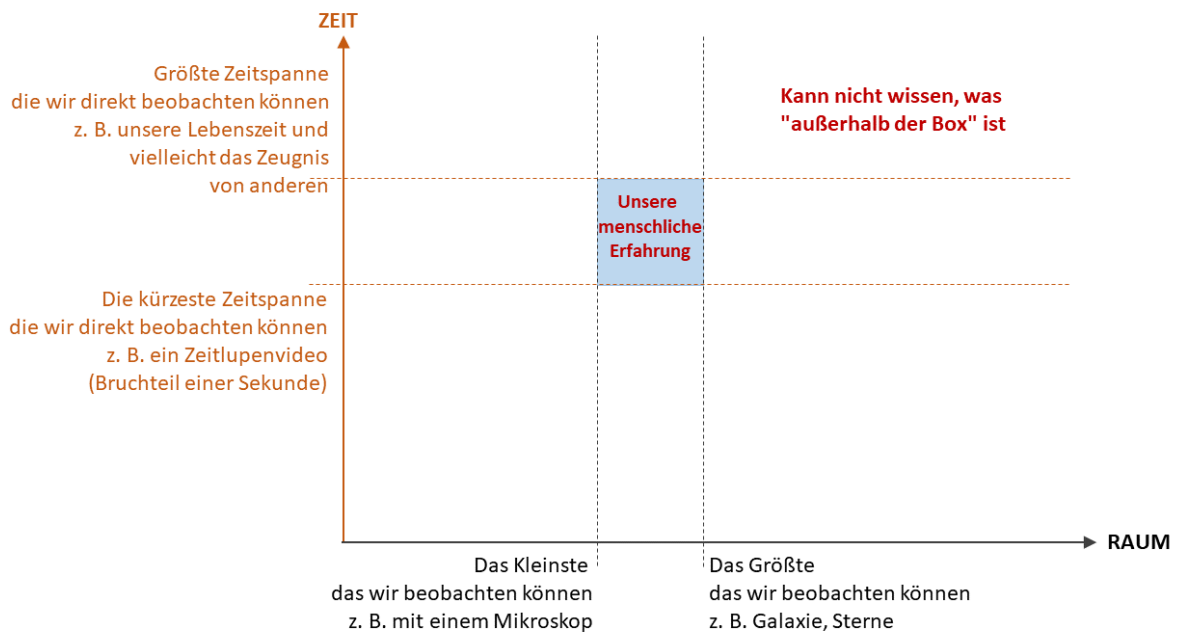 ZEIT
Größte Zeitspanne
die wir direkt beobachten können
z. B. unsere Lebenszeit und
vielleicht das Zeugnis
von anderen
Kann nicht wissen, was
"außerhalb der Box" ist
Unsere
menschliche
Erfahrung
Die kürzeste Zeitspanne
die wir direkt beobachten können
z. B. ein Zeitlupenvideo
(Bruchteil einer Sekunde)
RAUM
Das Kleinste
das wir beobachten können
z. B. mit einem Mikroskop
Das Größte
das wir beobachten können
z. B. Galaxie, Sterne